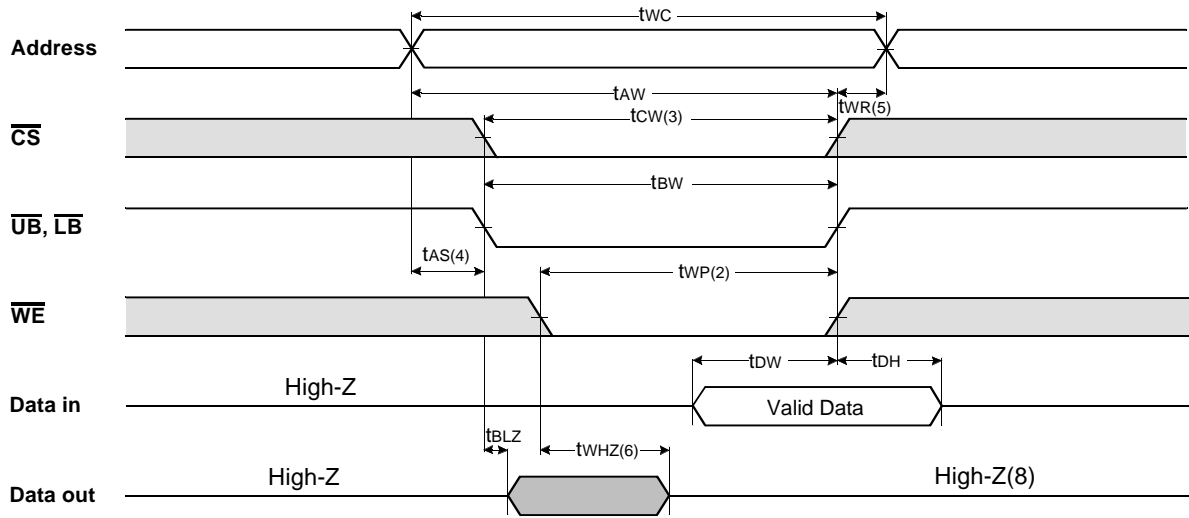 tWC
Address
tAW
tWR(5)
tCW(3)
CS
tBW
UB, LB
tAS(4)
tWP(2)
WE
tDW
tDH
High-Z
Data in
Valid Data
tBLZ
tWHZ(6)
High-Z
High-Z(8)
Data out